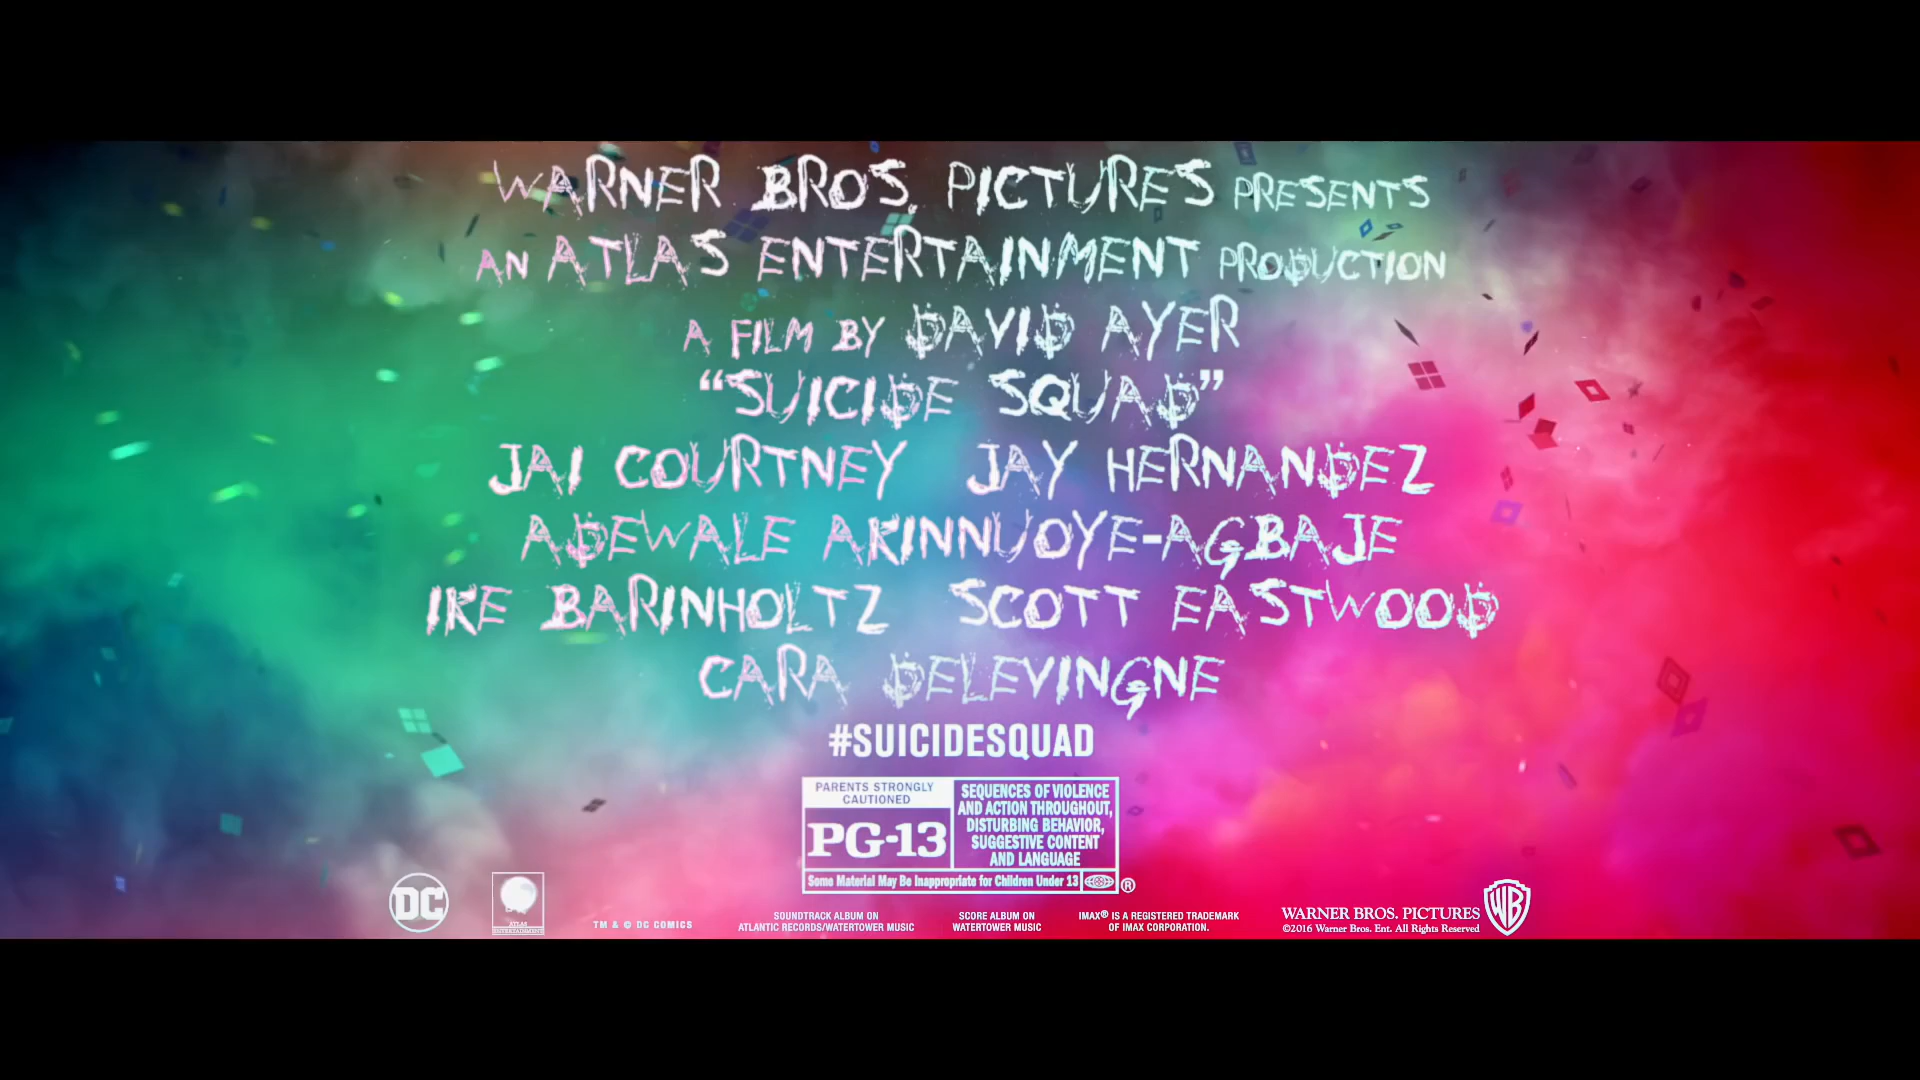 WARNER BROS. PICTURES PRESENTS
AN ATLAS ENTERTAINMENT PRODUCTION
A FILM BY DAVID AYER
“SUICIDE SQUAD”
JAI COURTNEY JAY HERNANDEZ
ADEWALE AKINNUOYE-AGBAJE
IKE BARINHOLTZ SCOTT EASTWOOD
CARA DELEVINGNE
#SUICIDESQUAD
PARENTS STRONGLY
CAUTIONED
PG-13
SEQUENCES OF VIOLENCE
AND ACTION THROUGHOUT,
DISTURBING BEHAVIOR,
SUGGESTIVE CONTENT
AND LANGUAGE
Some Material May Be Inappropriate for Children Under 13
®
DC
ATLAS
ENTERTAINMENT
TM & © DC COMICS
SOUNDTRACK ALBUM ON
ATLANTIC RECORDS/WATERTOWER MUSIC
SCORE ALBUM ON
WATERTOWER MUSIC
IMAX® IS A REGISTERED TRADEMARK
OF IMAX CORPORATION.
WARNER BROS. PICTURES
©2016 Warner Bros. Ent. All Rights Reserved
WB